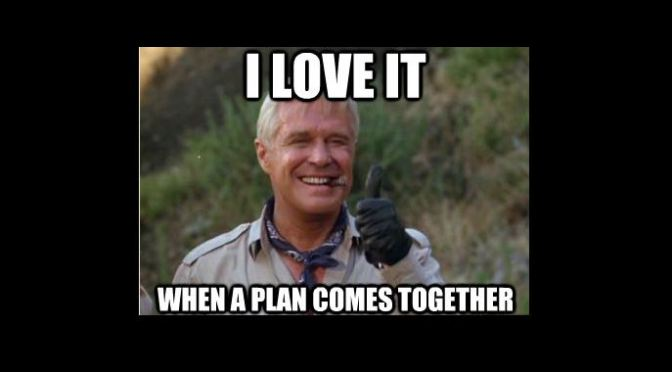 I LOVE IT
WHEN A PLAN COMES TOGETHER